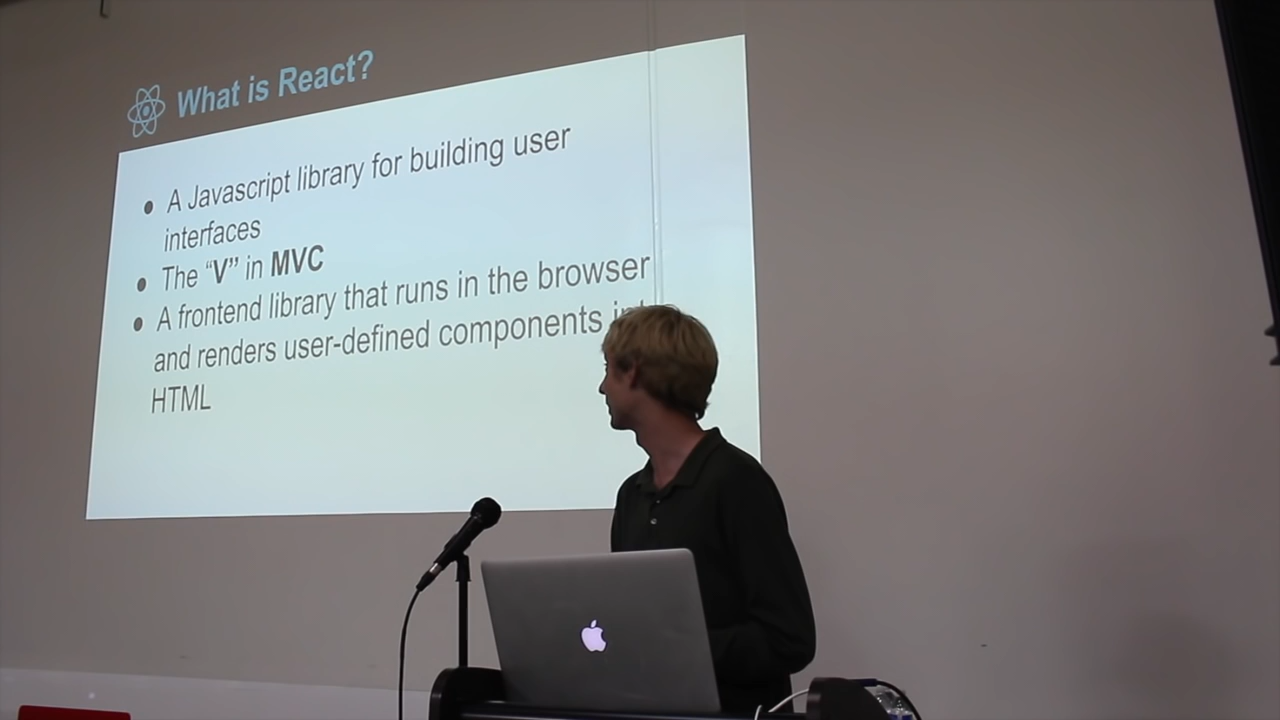 What is React?
● A Javascript library for building user
interfaces
● The “V” in MVC
● A frontend library that runs in the browser
and renders user-defined components
HTML